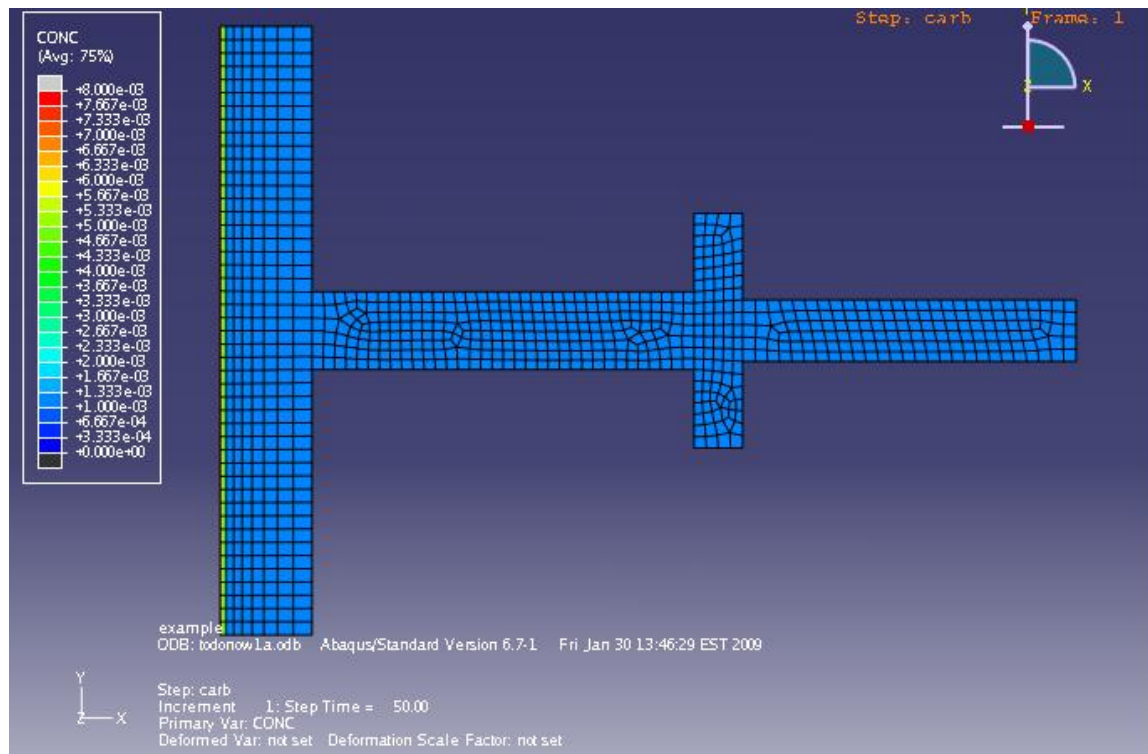 Step: carb Frame: 1
CONC
(Avg: 75%)
+8.000e-03
+7.667e-03
+7.333e-03
+7.000e-03
+6.667e-03
+6.333e-03
+6.000e-03
+5.667e-03
+5.333e-03
+5.000e-03
+4.667e-03
+4.333e-03
+4.000e-03
+3.667e-03
+3.333e-03
+3.000e-03
+2.667e-03
+2.333e-03
+2.000e-03
+1.667e-03
+1.333e-03
+1.000e-03
+6.667e-04
+3.333e-04
+0.000e+00
Z X
example
ODB: todonow1a.odb Abaqus/Standard Version 6.7-1 Fri Jan 30 13:46:29 EST 2009
Y
Z X
Step: carb
Increment 1: Step Time = 50.00
Primary Var: CONC
Deformed Var: not set Deformation Scale Factor: not set